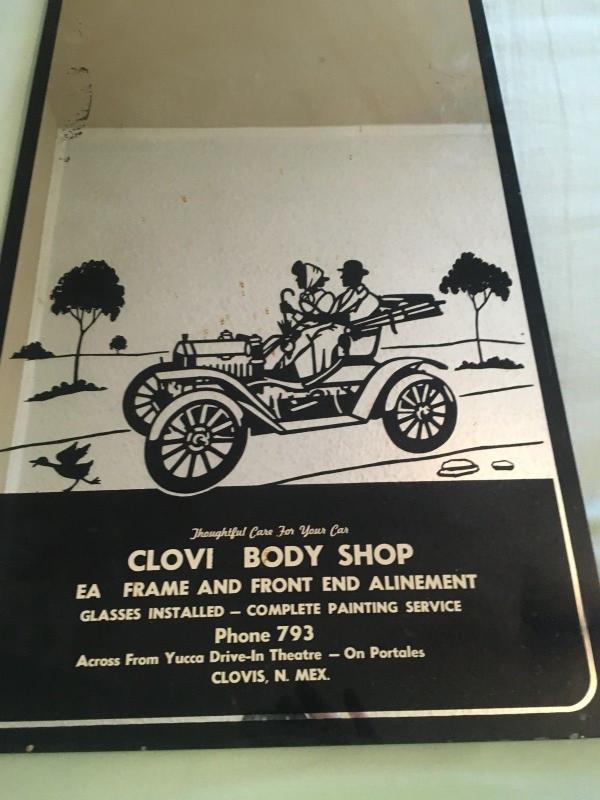 Thoughtful Care For Your Car
CLOVI BODY SHOP
EA FRAME AND FRONT END ALINEMENT
GLASSES INSTALLED – COMPLETE PAINTING SERVICE
Phone 793
Across From Yucca Drive-In Theatre – On Portales
CLOVIS, N. MEX.